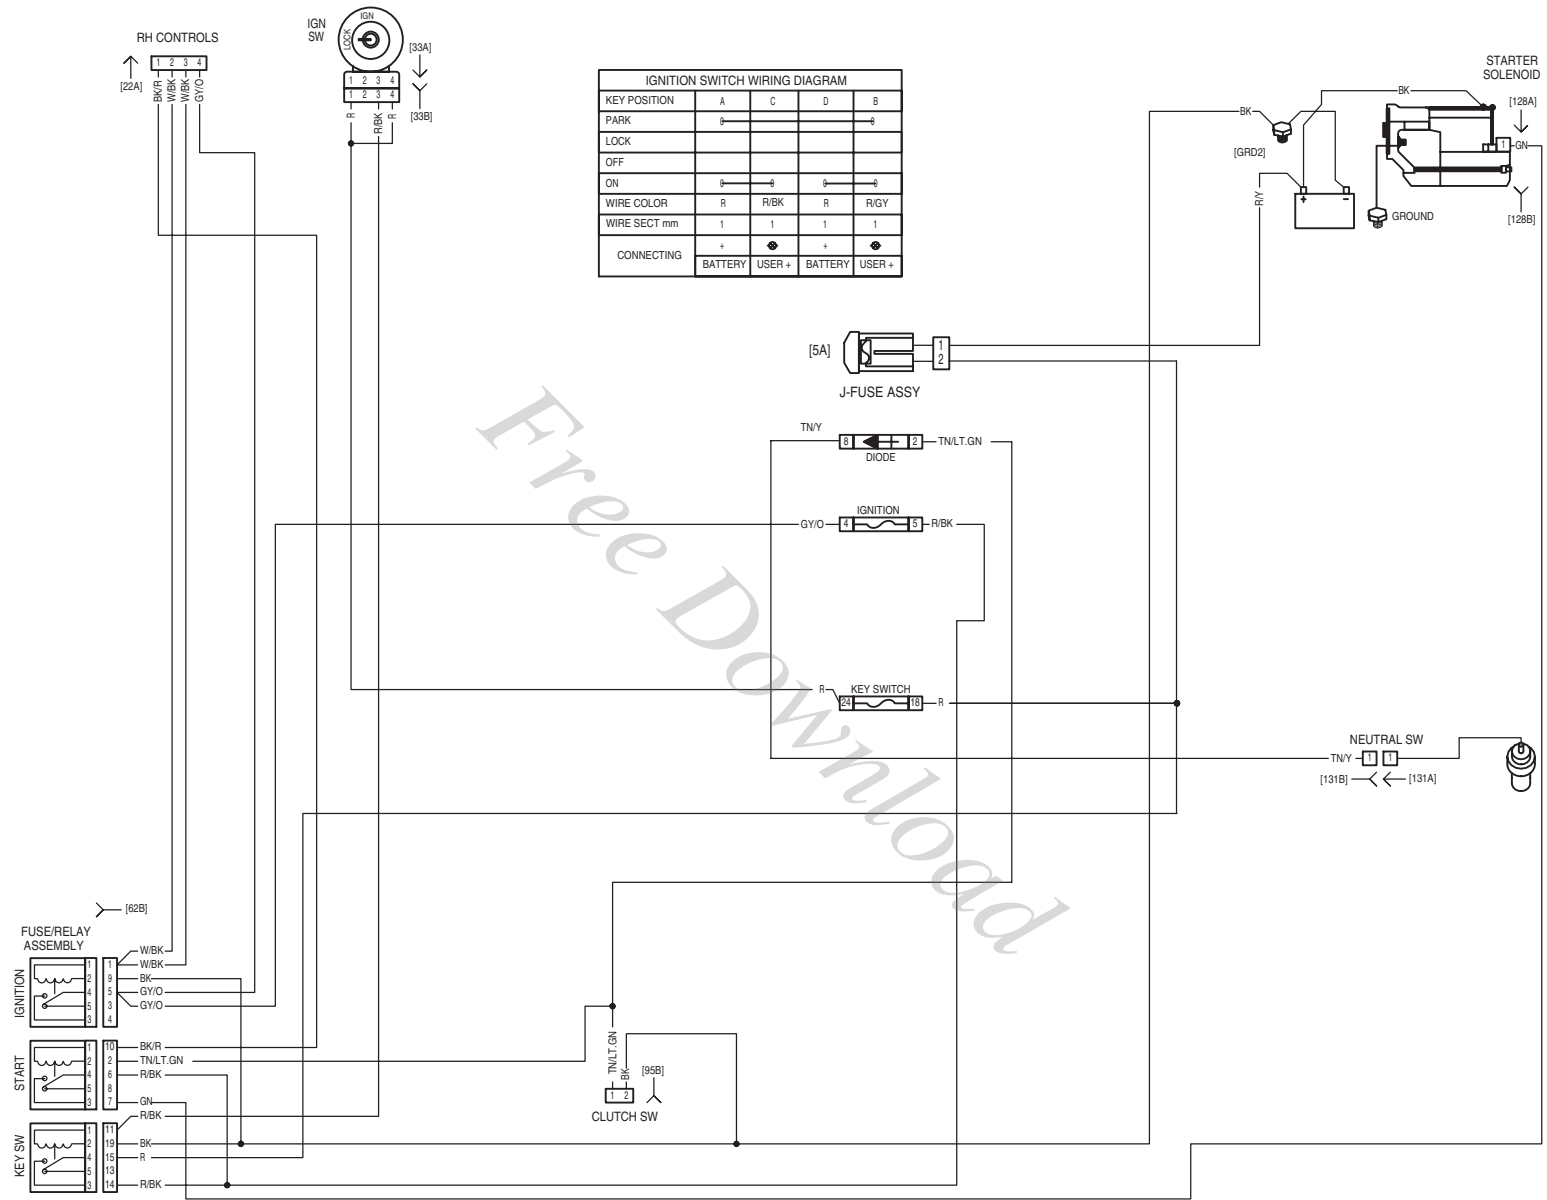 RH CONTROLS
[22A]
1 2 3 4
BK/R
W/BK
W/BK
GY/O
IGN
SW
IGN
LOCK
[33A]
1 2 3 4
1 2 3 4
[33B]
R
R/BK
R
IGNITION SWITCH WIRING DIAGRAM
KEY POSITION A C D B
PARK
LOCK
OFF
ON
WIRE COLOR R R/BK R R/GY
WIRE SECT mm 1 1 1 1
CONNECTING + +
BATTERY USER + BATTERY USER +
STARTER
SOLENOID
[128A]
BK
BK
[GRD2]
1 GN
R/Y
+ -
GROUND
[128B]
[5A]
1
2
J-FUSE ASSY
TN/Y
8 2 TN/LT.GN
DIODE
IGNITION
GY/O 4 5 R/BK
KEY SWITCH
R 24 18 R
NEUTRAL SW
TN/Y 1 1
[131B] [131A]
Free Download
[62B]
FUSE/RELAY
ASSEMBLY
IGNITION
W/BK
1 1 W/BK
2 9 BK
4 5 GY/O
5 3 GY/O
3 4
START
1 10 BK/R
2 2 TN/LT.GN
4 6 R/BK
5 8
3 7 GN
R/BK
KEY SW
1 11
2 19 BK
4 15 R
5 13
3 14 R/BK
TN/LT.GN
BK
[95B]
1 2
CLUTCH SW